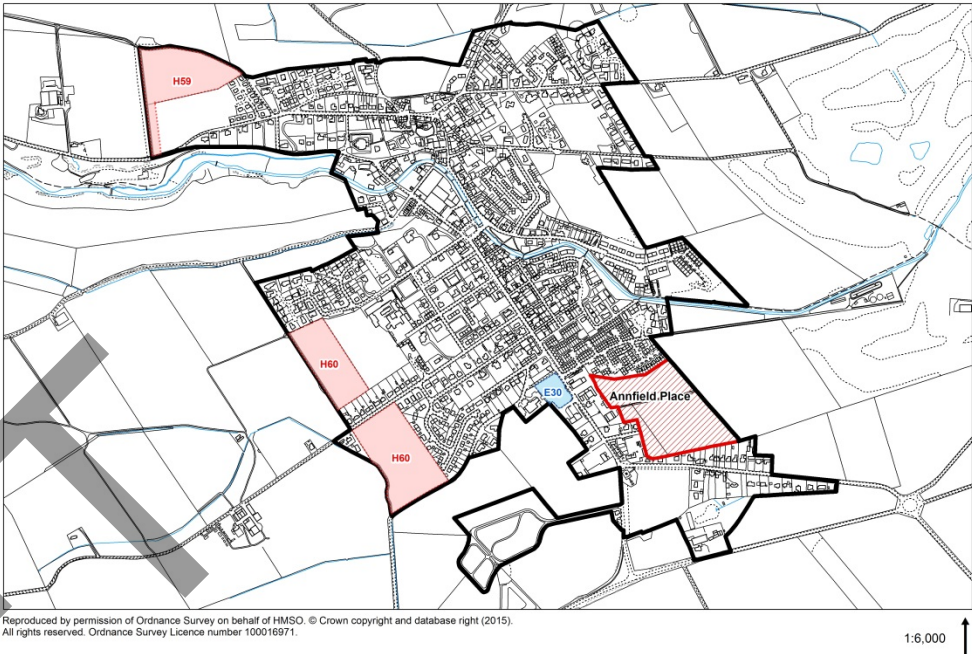 H59
H60
E30
Annfield Place
H60
Reproduced by permission of Ordnance Survey on behalf of HMSO. © Crown copyright and database right (2015).
All rights reserved. Ordnance Survey Licence number 100016971.
1:6,000